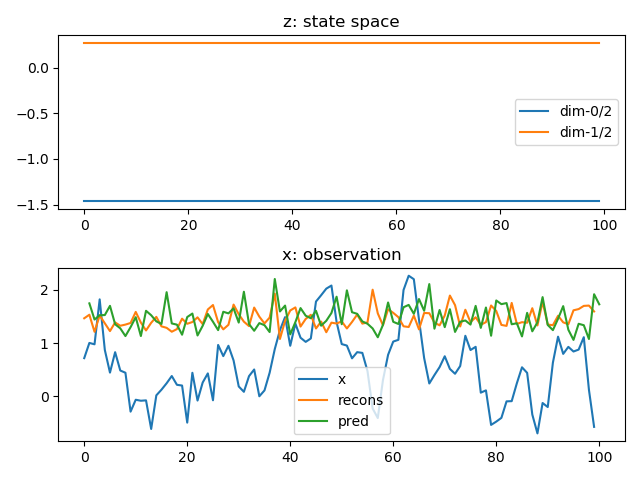 z: state space
0.0
−0.5
−1.0
−1.5
dim-0/2
dim-1/2
0 20 40 60 80 100
x: observation
2
1
0
x
recons
pred
0 20 40 60 80 100